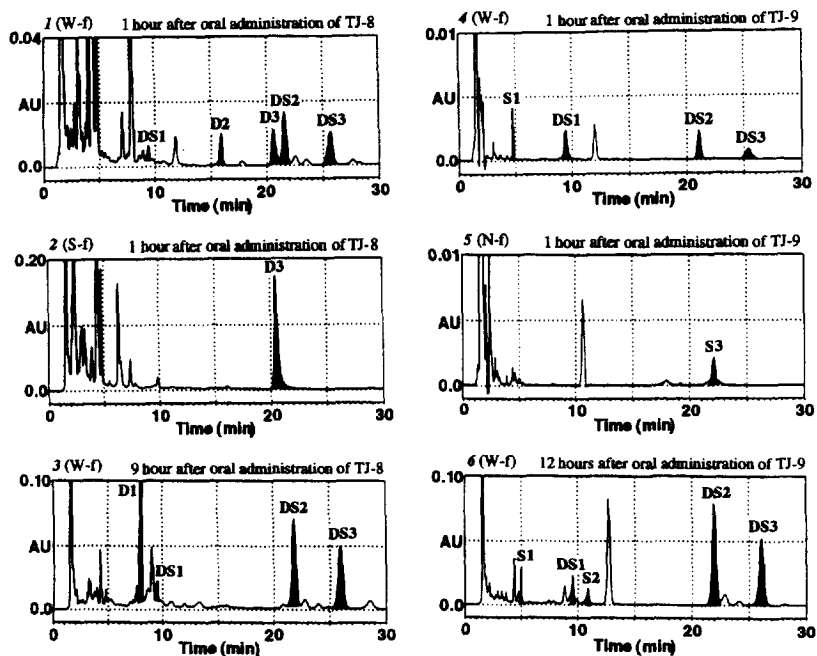 1 (W-f) 1 hour after oral administration of TJ-8
0.04
AU
0.0
DS1
D2
D3
DS2
DS3
0 10 20 30
Time (min)
2 (S-f) 1 hour after oral administration of TJ-8
0.20
AU
0.0
D3
0 10 20 30
Time (min)
3 (W-f) 9 hour after oral administration of TJ-8
0.10
AU
0.0
D1
DS1
DS2
DS3
0 10 20 30
Time (min)
4 (W-f) 1 hour after oral administration of TJ-9
0.01
AU
0.0
S1
DS1
DS2
DS3
0 10 20 30
Time (min)
5 (N-f) 1 hour after oral administration of TJ-9
0.01
AU
0.0
S3
0 10 20 30
Time (min)
6 (W-f) 12 hours after oral administration of TJ-9
0.10
AU
0.0
S1
DS1
S2
DS2
DS3
0 10 20 30
Time (min)